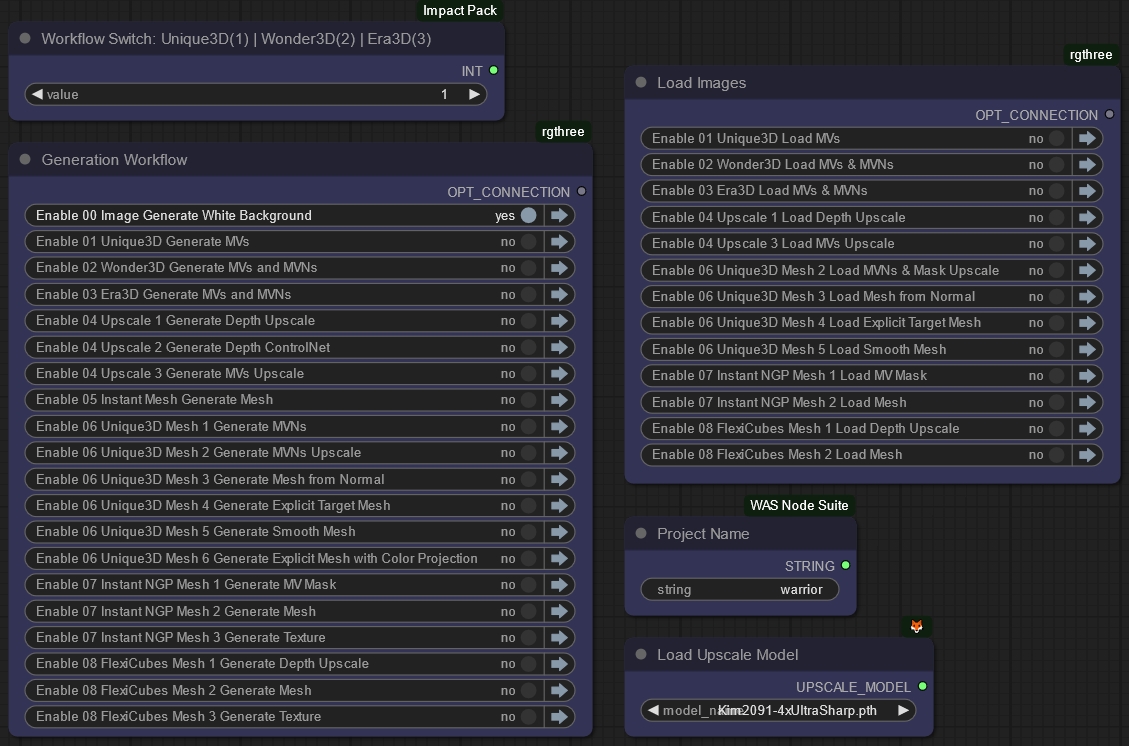 Impact Pack
Workflow Switch: Unique3D(1) | Wonder3D(2) | Era3D(3)
INT
value 1
rgthree
Generation Workflow
OPT_CONNECTION
Enable 00 Image Generate White Background yes
Enable 01 Unique3D Generate MVs no
Enable 02 Wonder3D Generate MVs and MVNs no
Enable 03 Era3D Generate MVs and MVNs no
Enable 04 Upscale 1 Generate Depth Upscale no
Enable 04 Upscale 2 Generate Depth ControlNet no
Enable 04 Upscale 3 Generate MVs Upscale no
Enable 05 Instant Mesh Generate Mesh no
Enable 06 Unique3D Mesh 1 Generate MVNs no
Enable 06 Unique3D Mesh 2 Generate MVNs Upscale no
Enable 06 Unique3D Mesh 3 Generate Mesh from Normal no
Enable 06 Unique3D Mesh 4 Generate Explicit Target Mesh no
Enable 06 Unique3D Mesh 5 Generate Smooth Mesh no
Enable 06 Unique3D Mesh 6 Generate Explicit Mesh with Color Projection no
Enable 07 Instant NGP Mesh 1 Generate MV Mask no
Enable 07 Instant NGP Mesh 2 Generate Mesh no
Enable 07 Instant NGP Mesh 3 Generate Texture no
Enable 08 FlexiCubes Mesh 1 Generate Depth Upscale no
Enable 08 FlexiCubes Mesh 2 Generate Mesh no
Enable 08 FlexiCubes Mesh 3 Generate Texture no
rgthree
Load Images
OPT_CONNECTION
Enable 01 Unique3D Load MVs no
Enable 02 Wonder3D Load MVs & MVNs no
Enable 03 Era3D Load MVs & MVNs no
Enable 04 Upscale 1 Load Depth Upscale no
Enable 04 Upscale 3 Load MVs Upscale no
Enable 06 Unique3D Mesh 2 Load MVNs & Mask Upscale no
Enable 06 Unique3D Mesh 3 Load Mesh from Normal no
Enable 06 Unique3D Mesh 4 Load Explicit Target Mesh no
Enable 06 Unique3D Mesh 5 Load Smooth Mesh no
Enable 07 Instant NGP Mesh 1 Load MV Mask no
Enable 07 Instant NGP Mesh 2 Load Mesh no
Enable 08 FlexiCubes Mesh 1 Load Depth Upscale no
Enable 08 FlexiCubes Mesh 2 Load Mesh no
WAS Node Suite
Project Name
STRING
string warrior
Load Upscale Model
UPSCALE_MODEL
model_name Kim2091-4xUltraSharp.pth